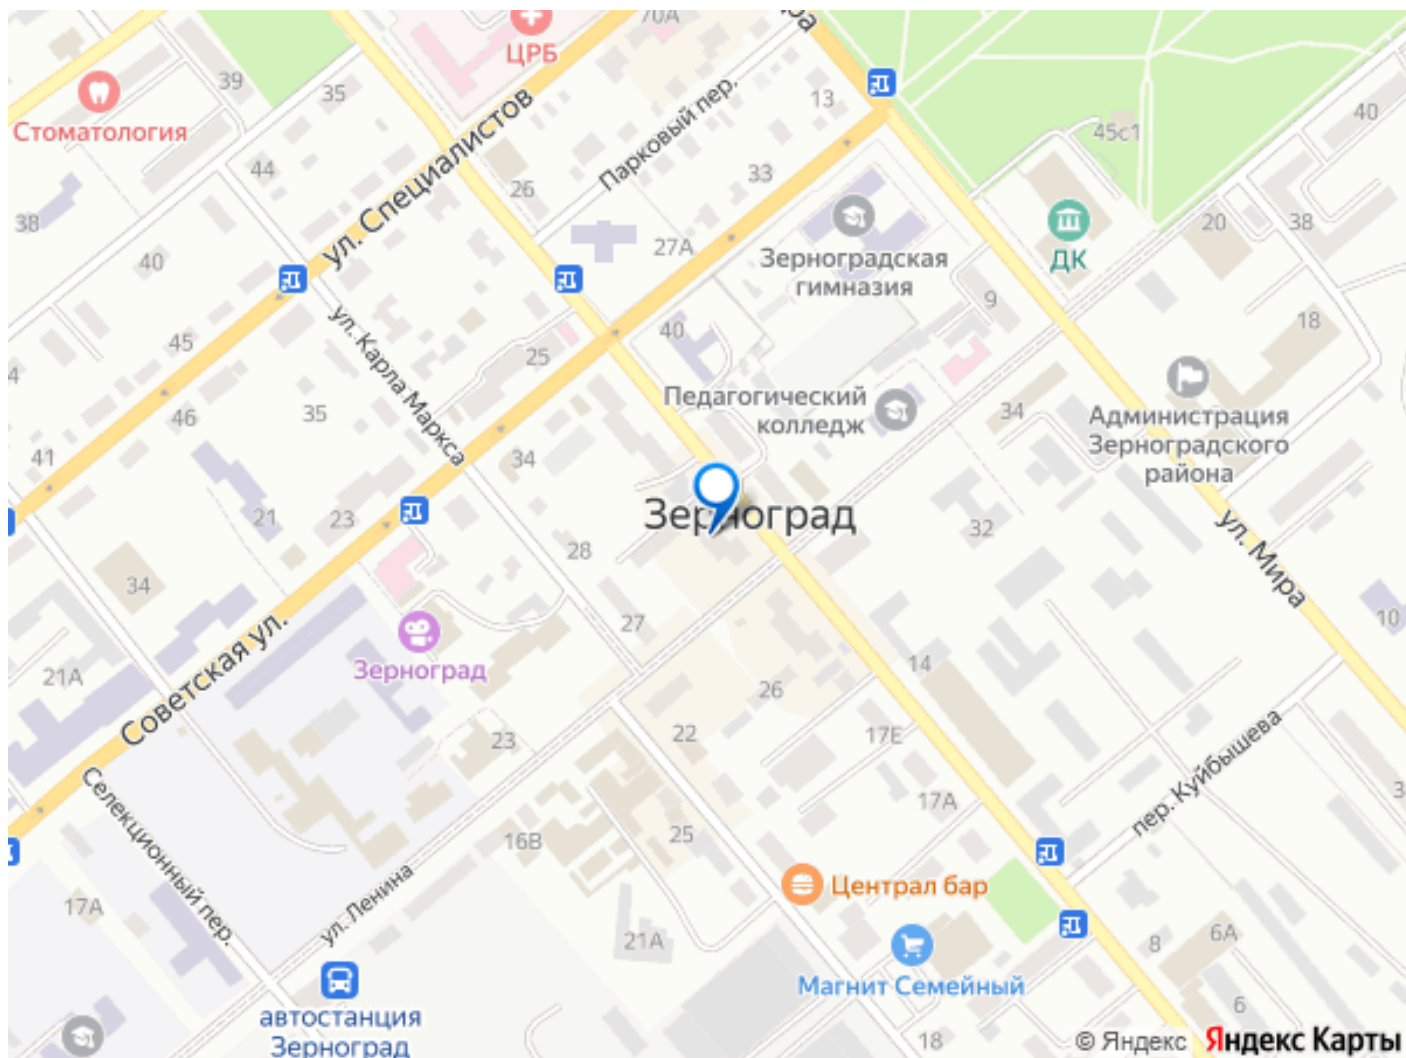 70А
ЦРБ
Стоматология
39
35
13
40
45с1
ул. Специалистов
Парковый пер.
44
26
33
38
40
27А
Зерноградская
гимназия
ДК
20
38
9
18
ул. Карла Маркса
45
25
40
35
46
Педагогический
колледж
34
Администрация
Зерноградского
района
41
34
21
23
28
Зерноград
32
ул. Мира
34
27
10
Советская ул.
Зерноград
21А
14
26
23
22
17Е
пер. Куйбышева
17А
Селекционный пер.
16В
25
Централ бар
17А
ул. Ленина
21А
8
6А
Магнит Семейный
6
автостанция
Зерноград
18
© Яндекс Яндекс Карты